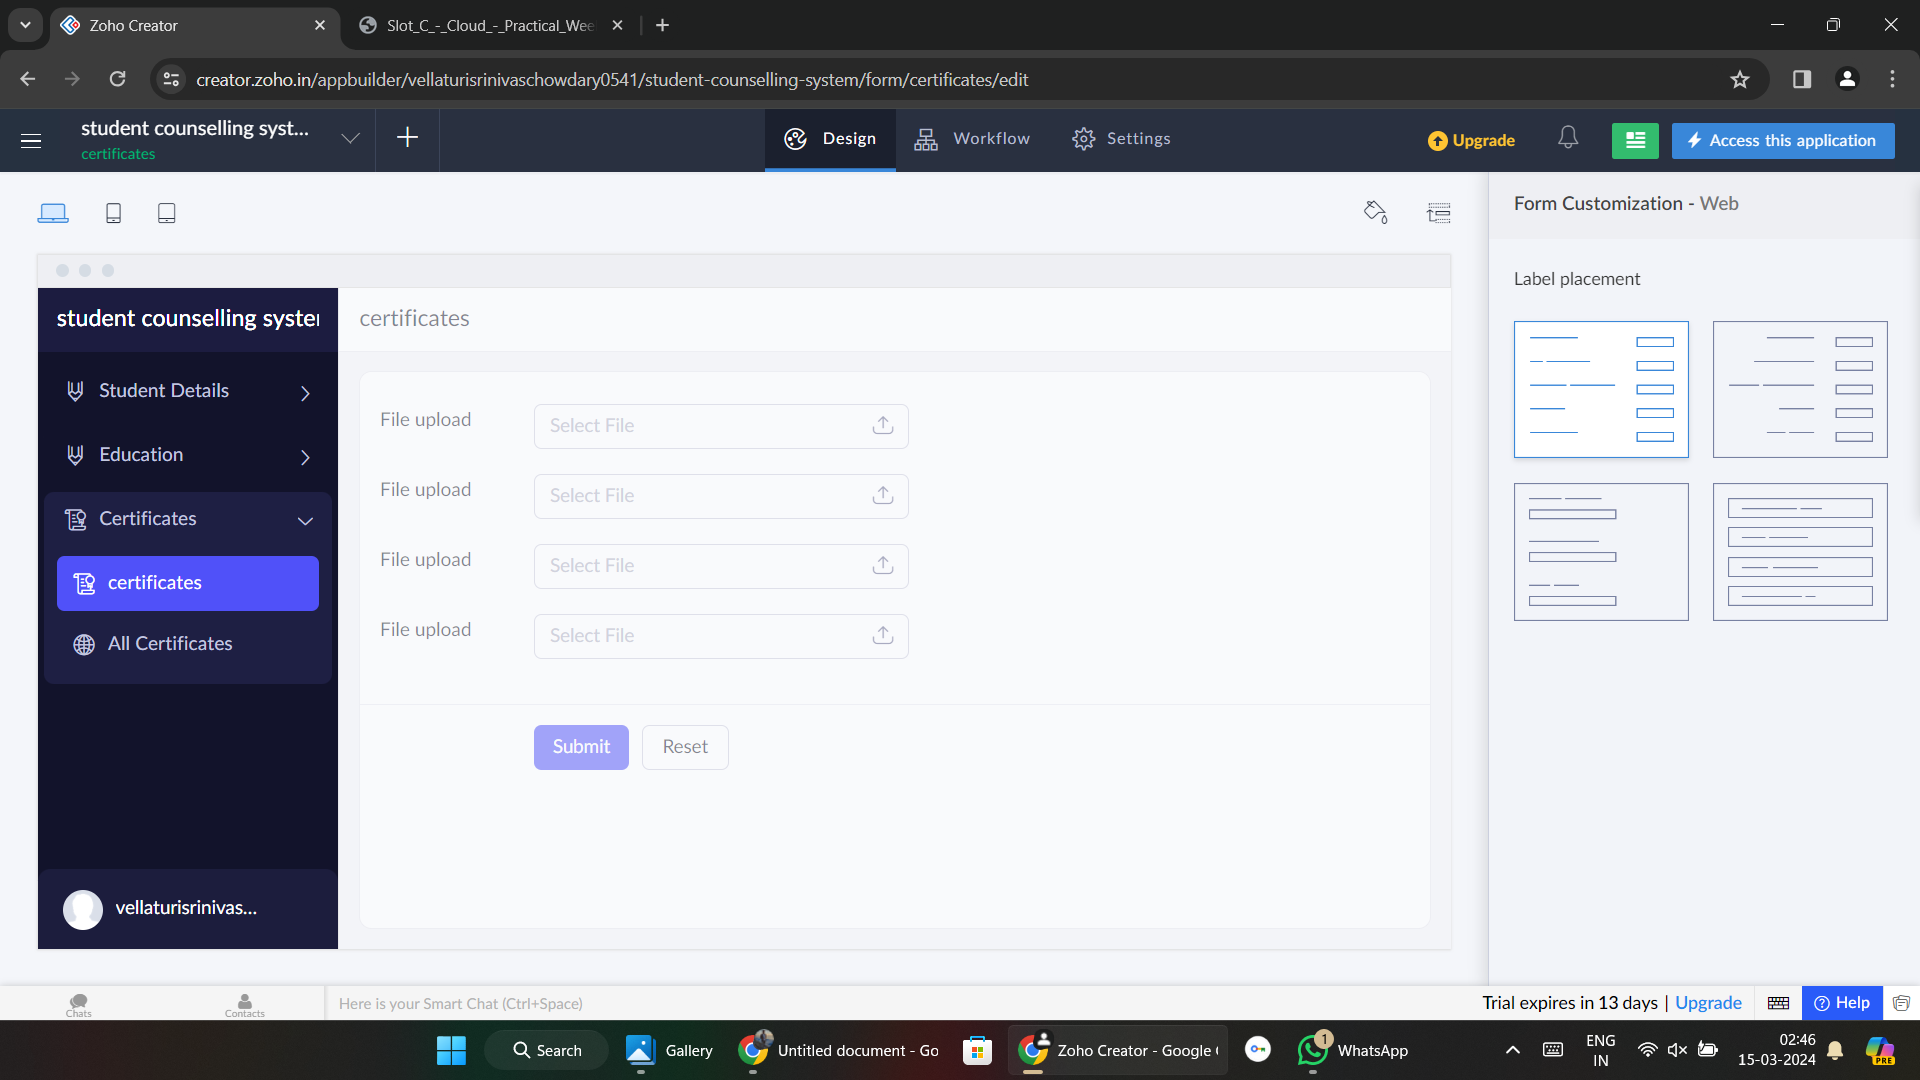 Zoho Creator
Slot_C_-_Cloud_-_Practical_Wee
creator.zoho.in/appbuilder/vellaturisrinivaschowdary0541/student-counselling-system/form/certificates/edit
student counselling syst...
certificates
Design
Workflow
Settings
Upgrade
Access this application
Form Customization - Web
Label placement
student counselling syster
Student Details
Education
Certificates
certificates
All Certificates
vellaturisrinivas...
certificates
File upload
Select File
File upload
Select File
File upload
Select File
File upload
Select File
Submit
Reset
Chats
Contacts
Here is your Smart Chat (Ctrl+Space)
Trial expires in 13 days | Upgrade
Help
Search
Gallery
Untitled document - Go
Zoho Creator - Google
1
WhatsApp
ENG
IN
02:46
15-03-2024
PRE